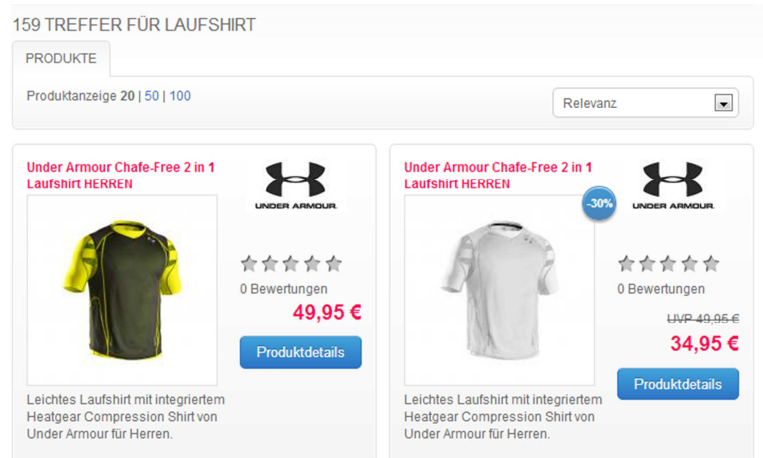 159 TREFFER FÜR LAUFSHIRT
PRODUKTE
Produktanzeige 20 | 50 | 100
Relevanz
Under Armour Chafe-Free 2 in 1
Laufshirt HERREN
UNDER ARMOUR.
0 Bewertungen
49,95 €
Produktdetails
Leichtes Laufshirt mit integriertem
Heatgear Compression Shirt von
Under Armour für Herren.
Under Armour Chafe-Free 2 in 1
Laufshirt HERREN
-30%
UNDER ARMOUR.
0 Bewertungen
UVP 49,95 €
34,95 €
Produktdetails
Leichtes Laufshirt mit integriertem
Heatgear Compression Shirt von
Under Armour für Herren.